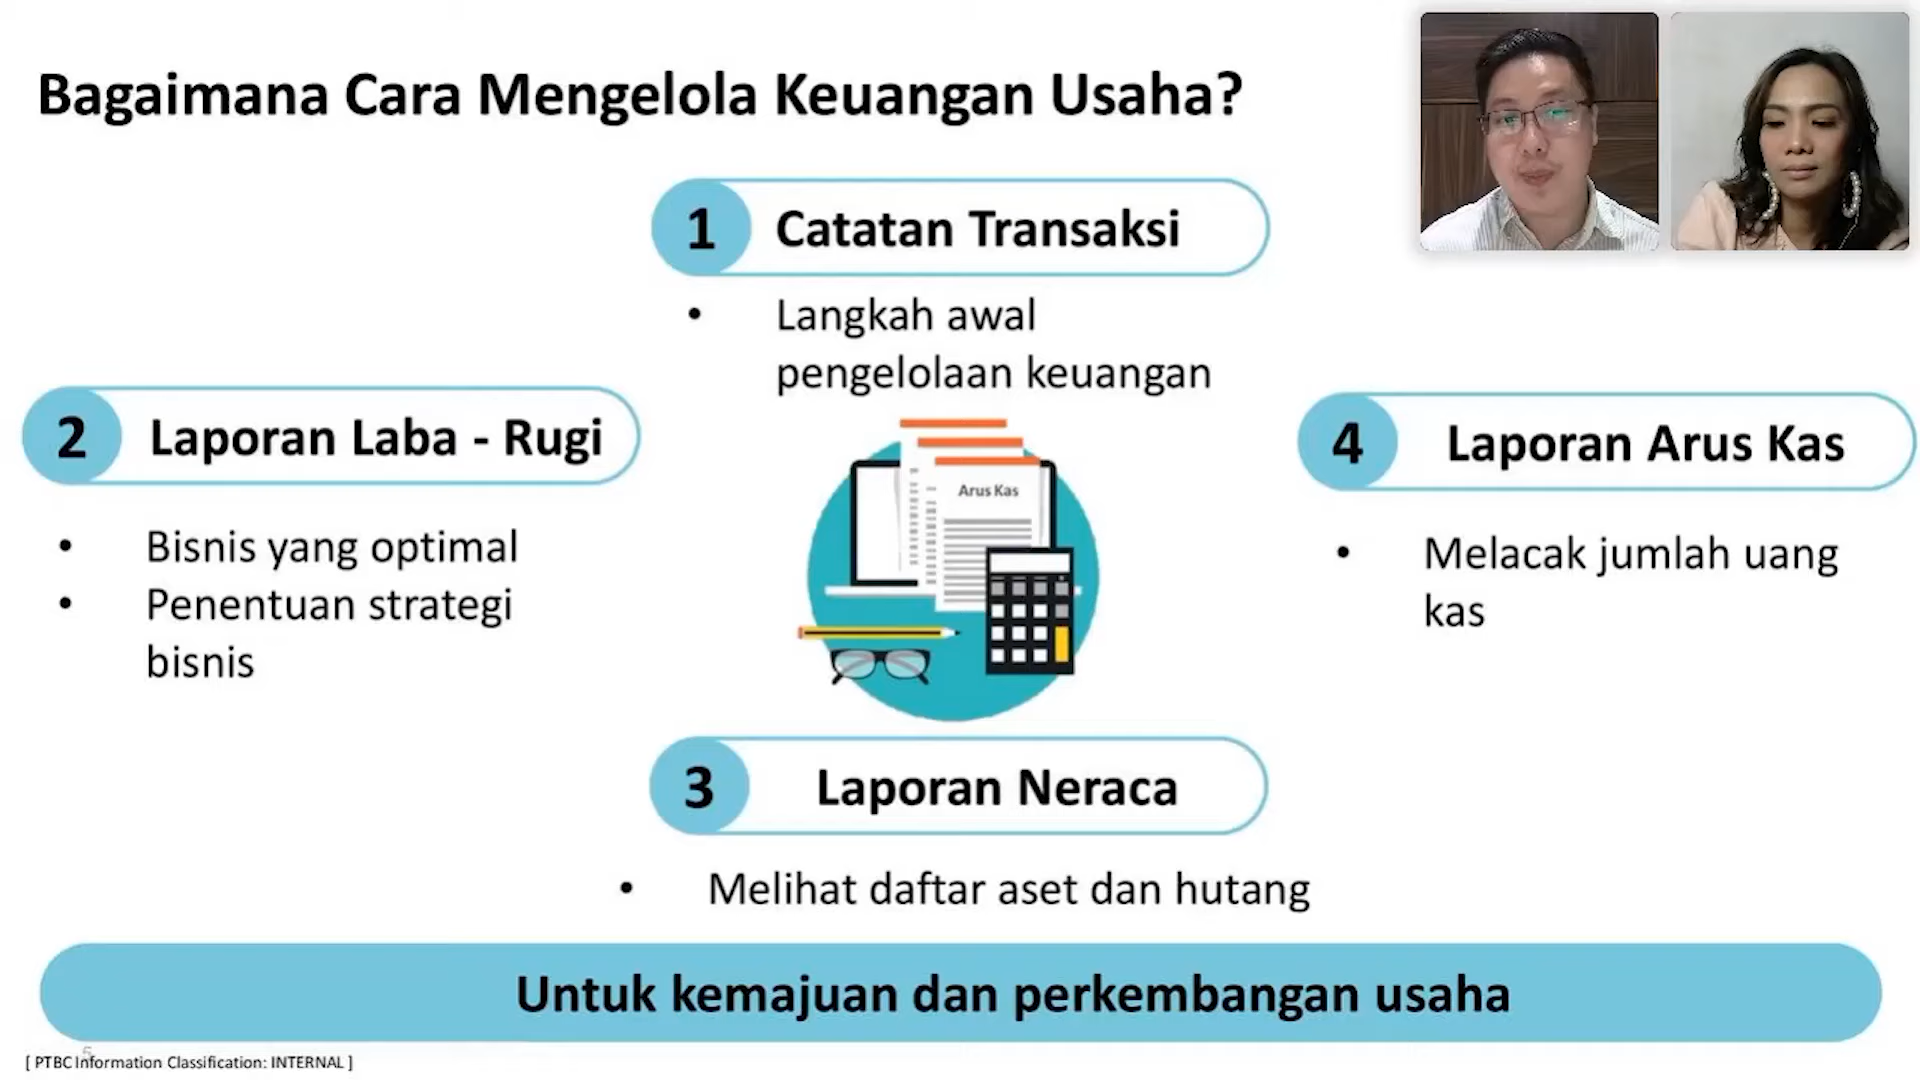 Bagaimana Cara Mengelola Keuangan Usaha?
1 Catatan Transaksi
• Langkah awal
pengelolaan keuangan
2 Laporan Laba - Rugi
• Bisnis yang optimal
• Penentuan strategi
bisnis
Arus Kas
3 Laporan Neraca
• Melihat daftar aset dan hutang
4 Laporan Arus Kas
• Melacak jumlah uang
kas
Untuk kemajuan dan perkembangan usaha
5
[ PTBC Information Classification: INTERNAL ]